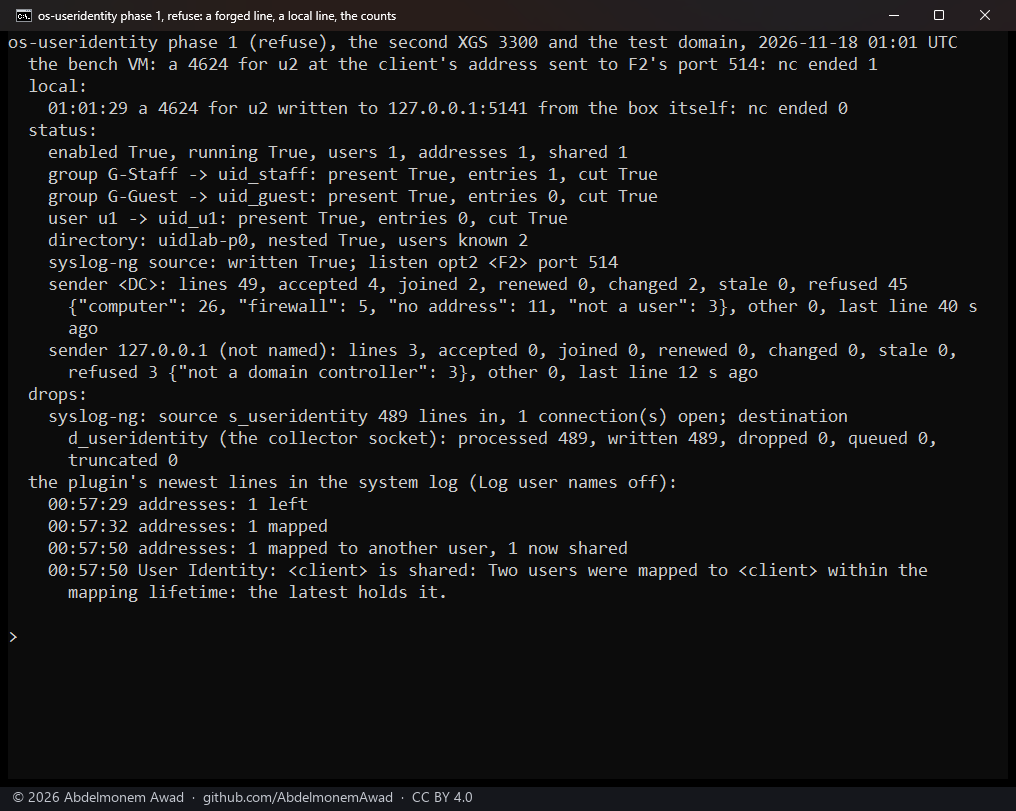 os-useridentity phase 1, refuse: a forged line, a local line, the counts
os-useridentity phase 1 (refuse), the second XGS 3300 and the test domain, 2026-11-18 01:01 UTC
the bench VM: a 4624 for u2 at the client's address sent to F2's port 514: nc ended 1
local:
01:01:29 a 4624 for u2 written to 127.0.0.1:5141 from the box itself: nc ended 0
status:
enabled True, running True, users 1, addresses 1, shared 1
group G-Staff -> uid_staff: present True, entries 1, cut True
group G-Guest -> uid_guest: present True, entries 0, cut True
user u1 -> uid_u1: present True, entries 0, cut True
directory: uidlab-p0, nested True, users known 2
syslog-ng source: written True; listen opt2 <F2> port 514
sender <DC>: lines 49, accepted 4, joined 2, renewed 0, changed 2, stale 0, refused 45
{"computer": 26, "firewall": 5, "no address": 11, "not a user": 3}, other 0, last line 40 s
ago
sender 127.0.0.1 (not named): lines 3, accepted 0, joined 0, renewed 0, changed 0, stale 0,
refused 3 {"not a domain controller": 3}, other 0, last line 12 s ago
drops:
syslog-ng: source s_useridentity 489 lines in, 1 connection(s) open; destination
d_useridentity (the collector socket): processed 489, written 489, dropped 0, queued 0,
truncated 0
the plugin's newest lines in the system log (Log user names off):
00:57:29 addresses: 1 left
00:57:32 addresses: 1 mapped
00:57:50 addresses: 1 mapped to another user, 1 now shared
00:57:50 User Identity: <client> is shared: Two users were mapped to <client> within the
mapping lifetime: the latest holds it.
>
© 2026 Abdelmonem Awad · github.com/AbdelmonemAwad · CC BY 4.0